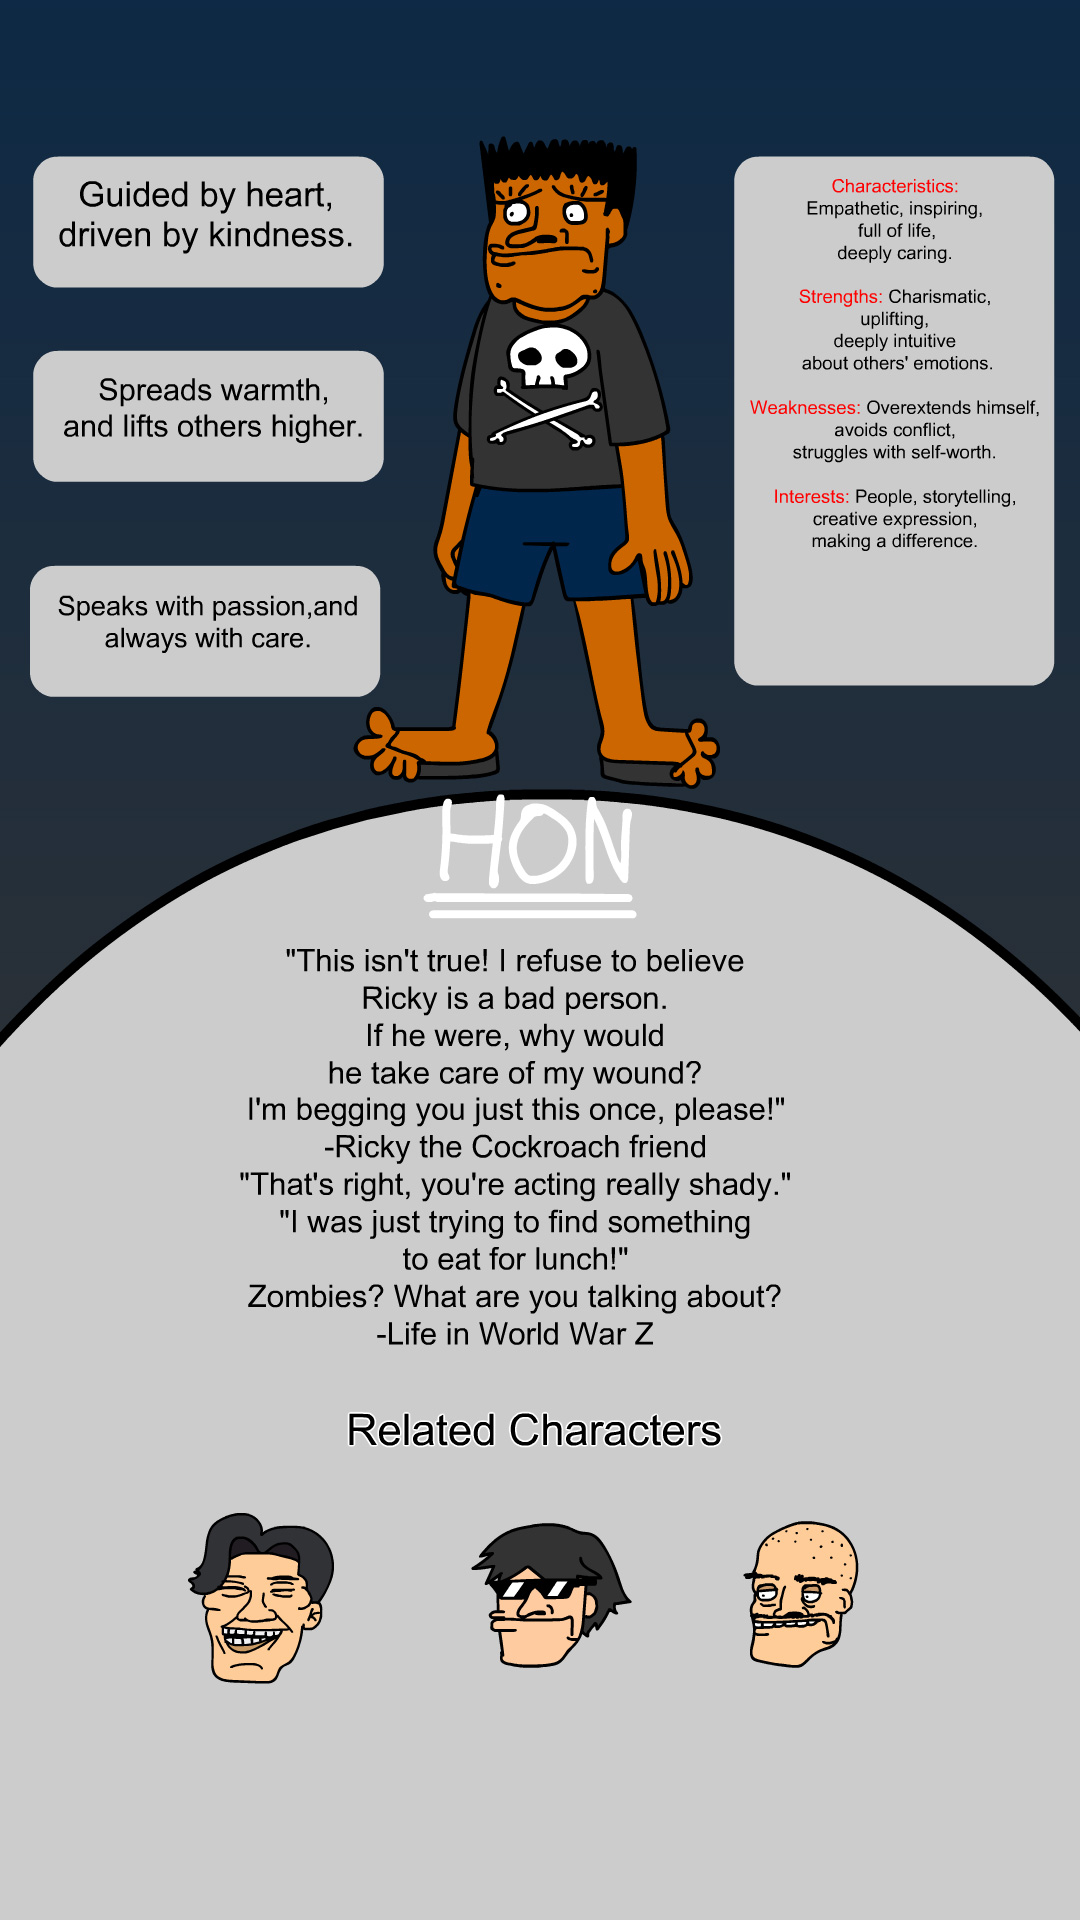 Guided by heart,
driven by kindness.
Spreads warmth,
and lifts others higher.
Speaks with passion,and
always with care.
Characteristics:
Empathetic, inspiring,
full of life,
deeply caring.
Strengths: Charismatic,
uplifting,
deeply intuitive
about others' emotions.
Weaknesses: Overextends himself,
avoids conflict,
struggles with self-worth.
Interests: People, storytelling,
creative expression,
making a difference.
HON
"This isn't true! I refuse to believe
Ricky is a bad person.
If he were, why would
he take care of my wound?
I'm begging you just this once, please!"
-Ricky the Cockroach friend
"That's right, you're acting really shady."
"I was just trying to find something
to eat for lunch!"
Zombies? What are you talking about?
-Life in World War Z
Related Characters